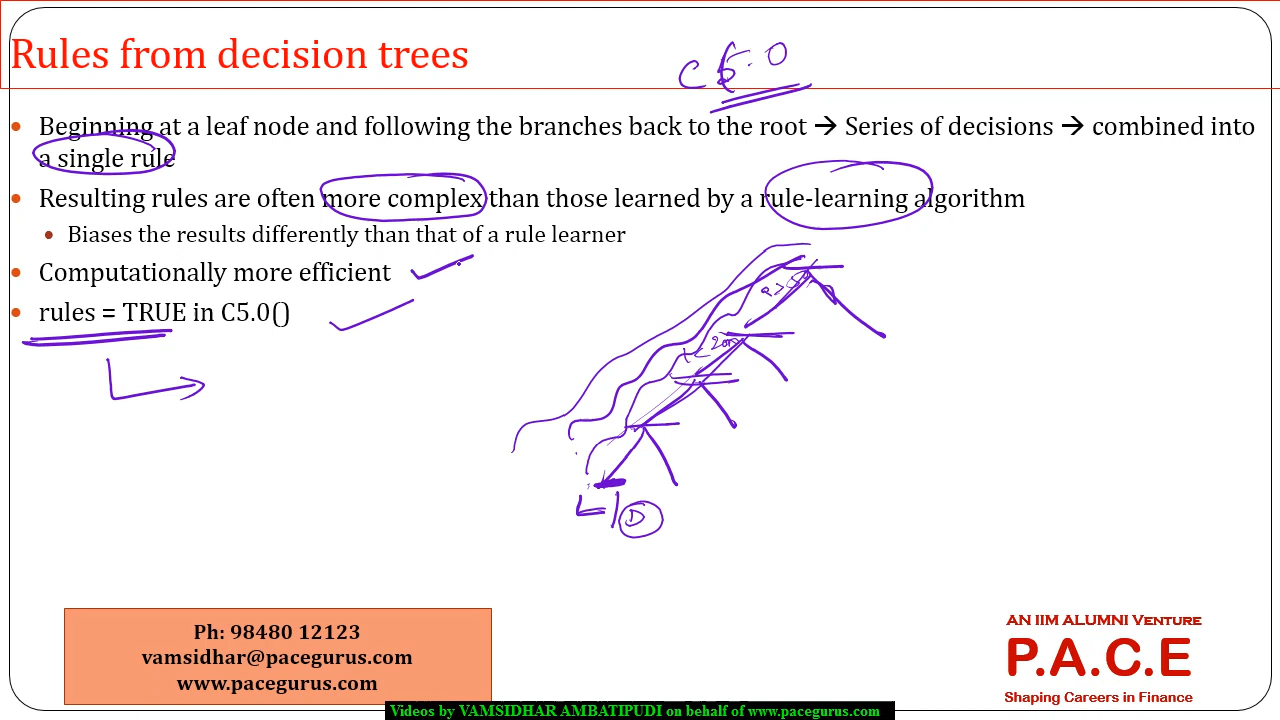 Rules from decision trees
C 5.0
• Beginning at a leaf node and following the branches back to the root → Series of decisions → combined into
a single rule
• Resulting rules are often more complex than those learned by a rule-learning algorithm
• Biases the results differently than that of a rule learner
• Computationally more efficient
• rules = TRUE in C5.0()
D
Ph: 98480 12123
vamsidhar@pacegurus.com
www.pacegurus.com
AN IIM ALUMNI VENTURE
P.A.C.E
Shaping Careers in Finance
Videos by VAMSIDHAR AMBATIPUDI on behalf of www.pacegurus.com